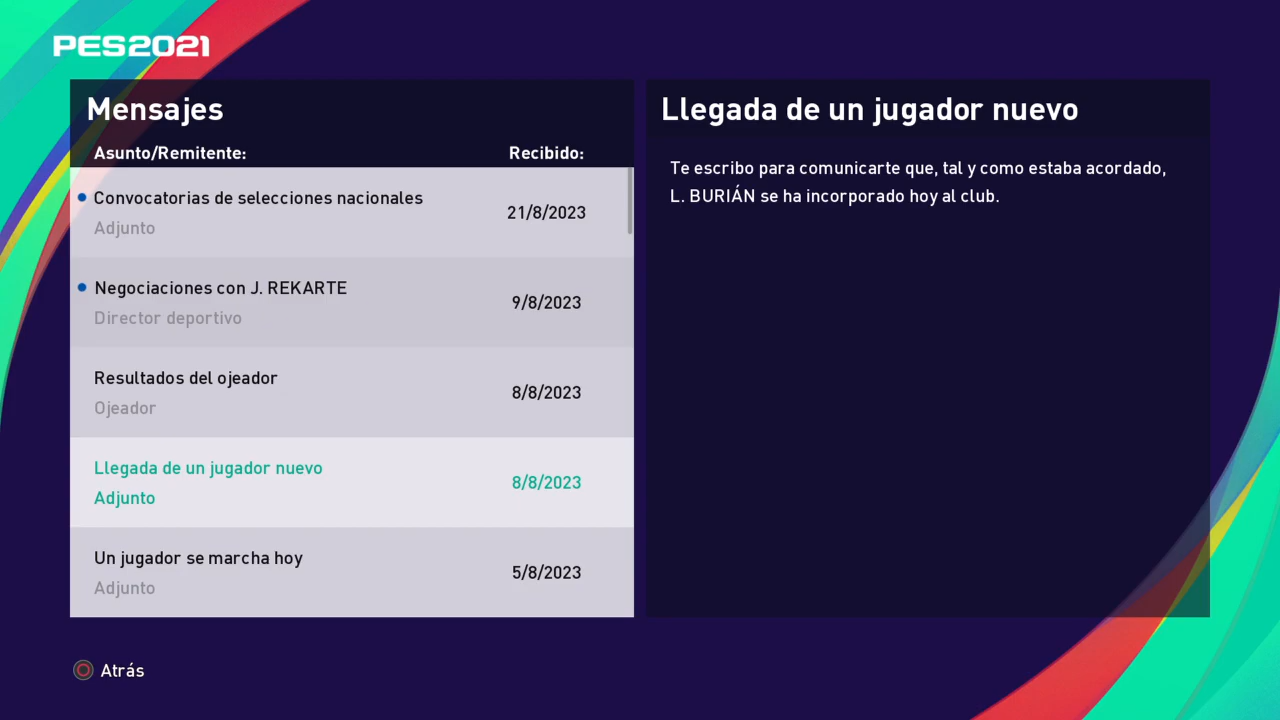 PES2021
Mensajes
Asunto/Remitente:
Recibido:
Convocatorias de selecciones nacionales
Adjunto
21/8/2023
Negociaciones con J. REKARTE
Director deportivo
9/8/2023
Resultados del ojeador
Ojeador
8/8/2023
Llegada de un jugador nuevo
Adjunto
8/8/2023
Un jugador se marcha hoy
Adjunto
5/8/2023
Llegada de un jugador nuevo
Te escribo para comunicarte que, tal y como estaba acordado,
L. BURIÁN se ha incorporado hoy al club.
Atrás